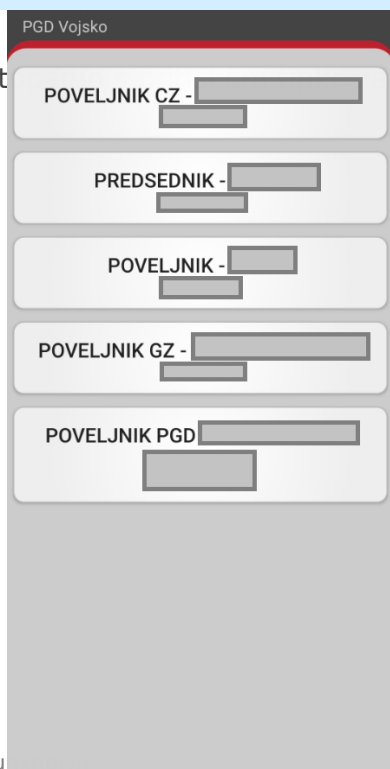 PGD Vojsko
t
POVELJNIK CZ -
PREDSEDNIK -
POVELJNIK -
POVELJNIK GZ -
POVELJNIK PGD
u